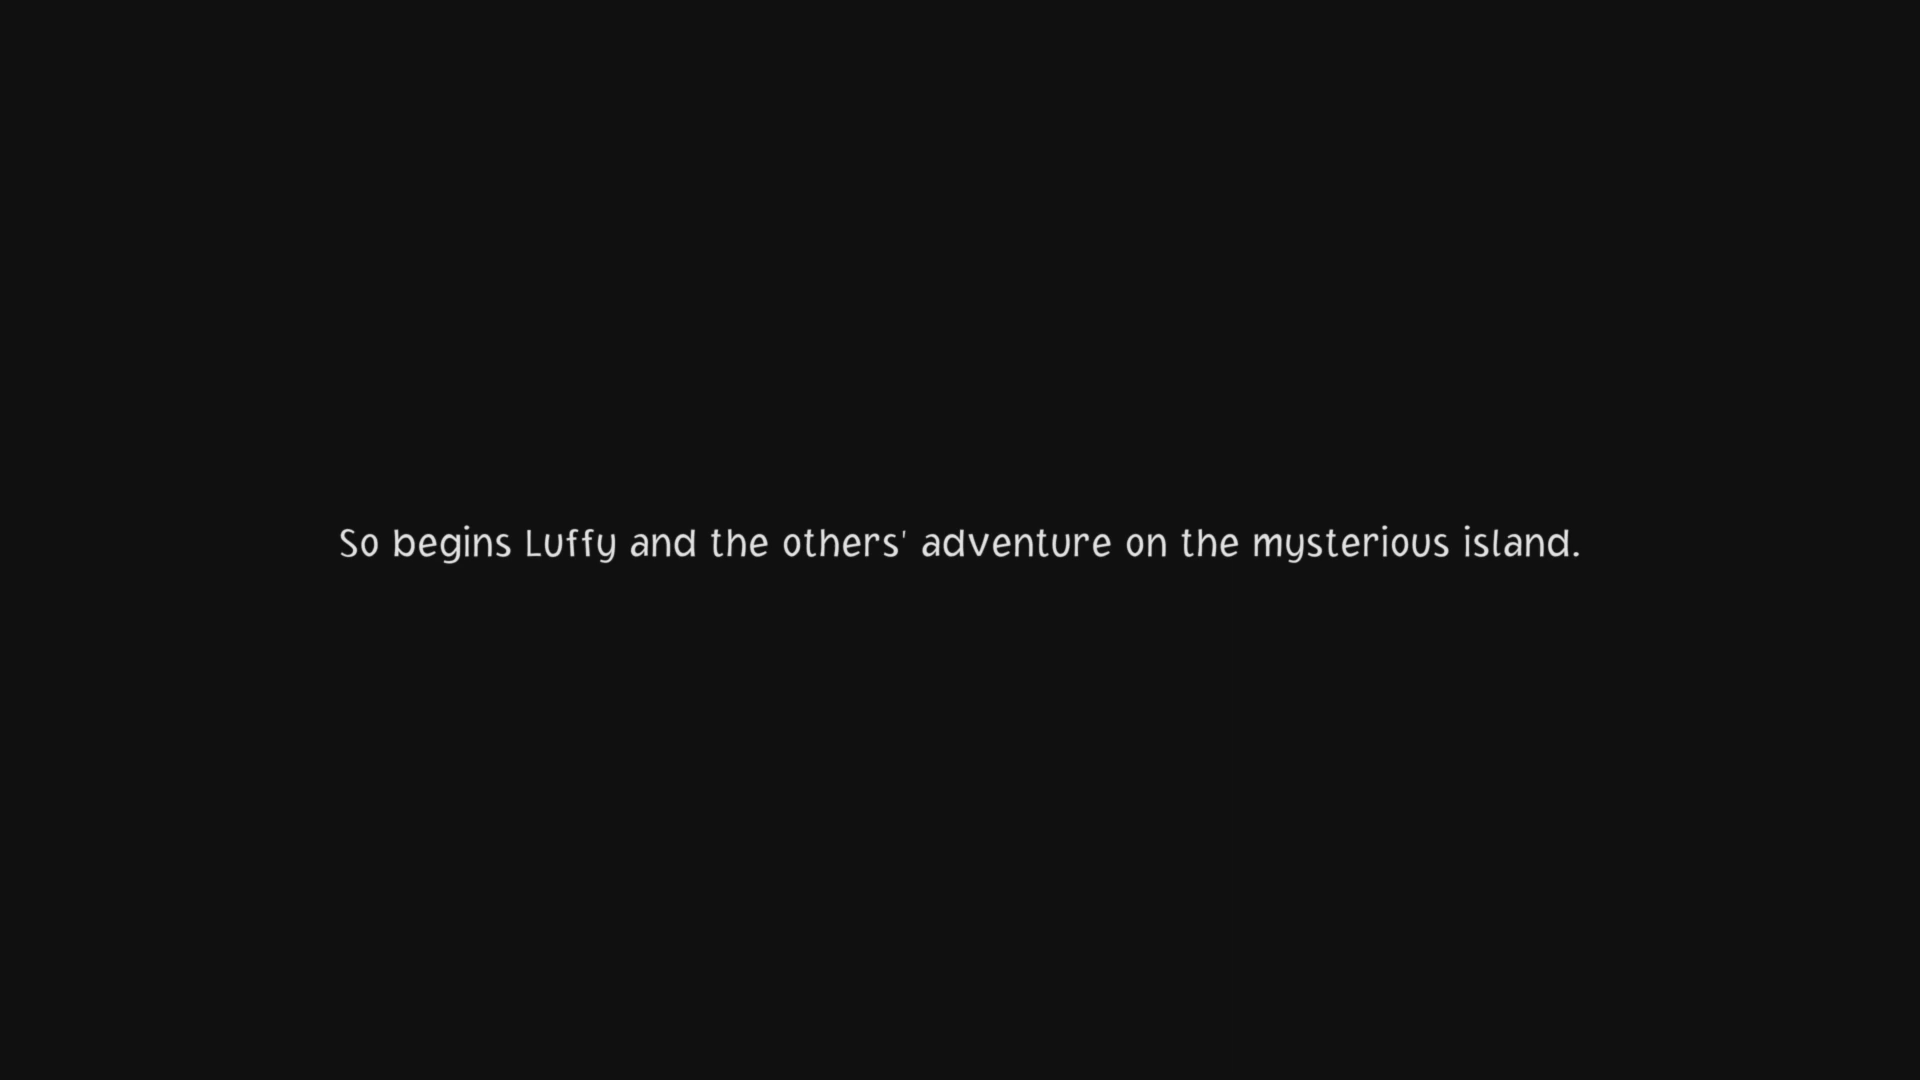 So begins Luffy and the others' adventure on the mysterious island.